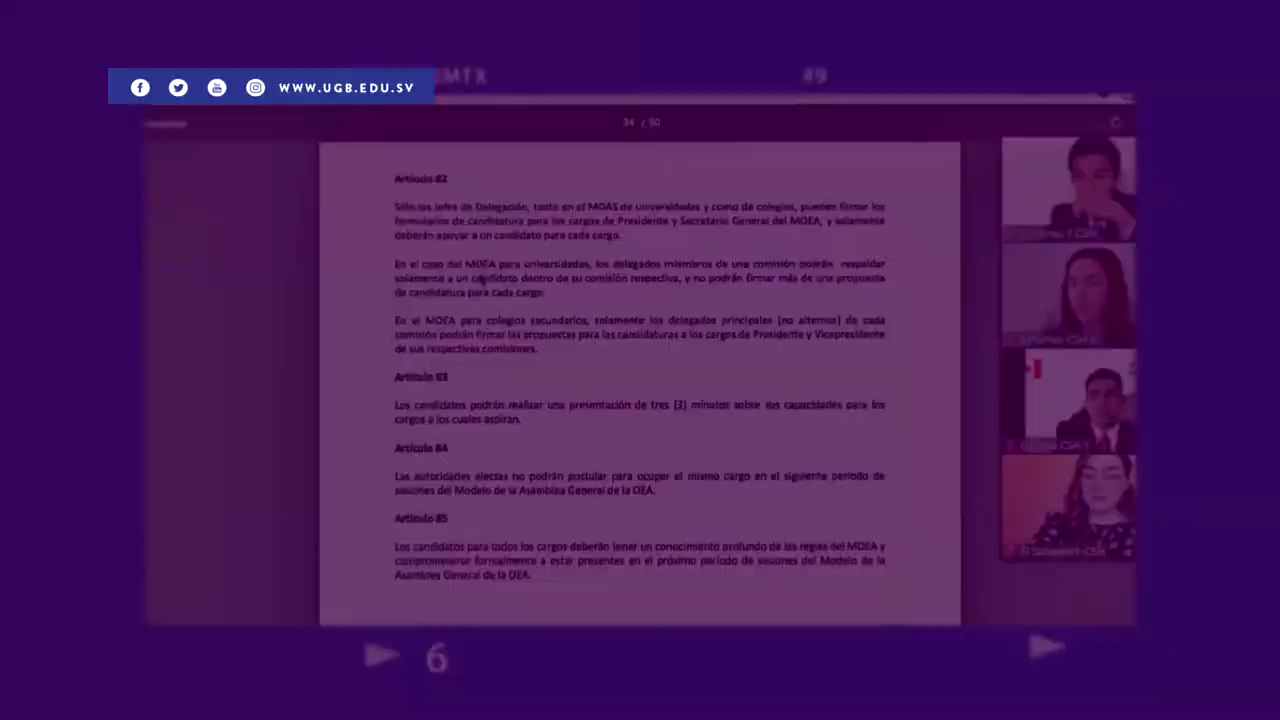 MTX
49
WWW.UGB.EDU.SV
34 / 50
Artículo 82
Sólo los Jefes de Delegación, tanto en el MOAS de universidades y como de colegios, pueden firmar los
formularios de candidatura para los cargos de Presidente y Secretario General del MOEA, y solamente
deberán apoyar a un candidato para cada cargo.
En el caso del MOEA para universidades, los delegados miembros de una comisión podrán respaldar
solamente a un candidato dentro de su comisión respectiva, y no podrán firmar más de una propuesta
de candidatura para cada cargo.
En el MOEA para colegios secundarios, solamente los delegados principales (no alternos) de cada
comisión podrán firmar las propuestas para las candidaturas a los cargos de Presidente y Vicepresidente
de sus respectivas comisiones.
Artículo 83
Los candidatos podrán realizar una presentación de tres (3) minutos sobre sus capacidades para los
cargos a los cuales aspiran.
Artículo 84
Las autoridades electas no podrán postular para ocupar el mismo cargo en el siguiente periodo de
sesiones del Modelo de la Asamblea General de la OEA.
Artículo 85
Los candidatos para todos los cargos deberán tener un conocimiento profundo de las reglas del MOEA y
comprometerse formalmente a estar presentes en el próximo periodo de sesiones del Modelo de la
Asamblea General de la OEA.
6